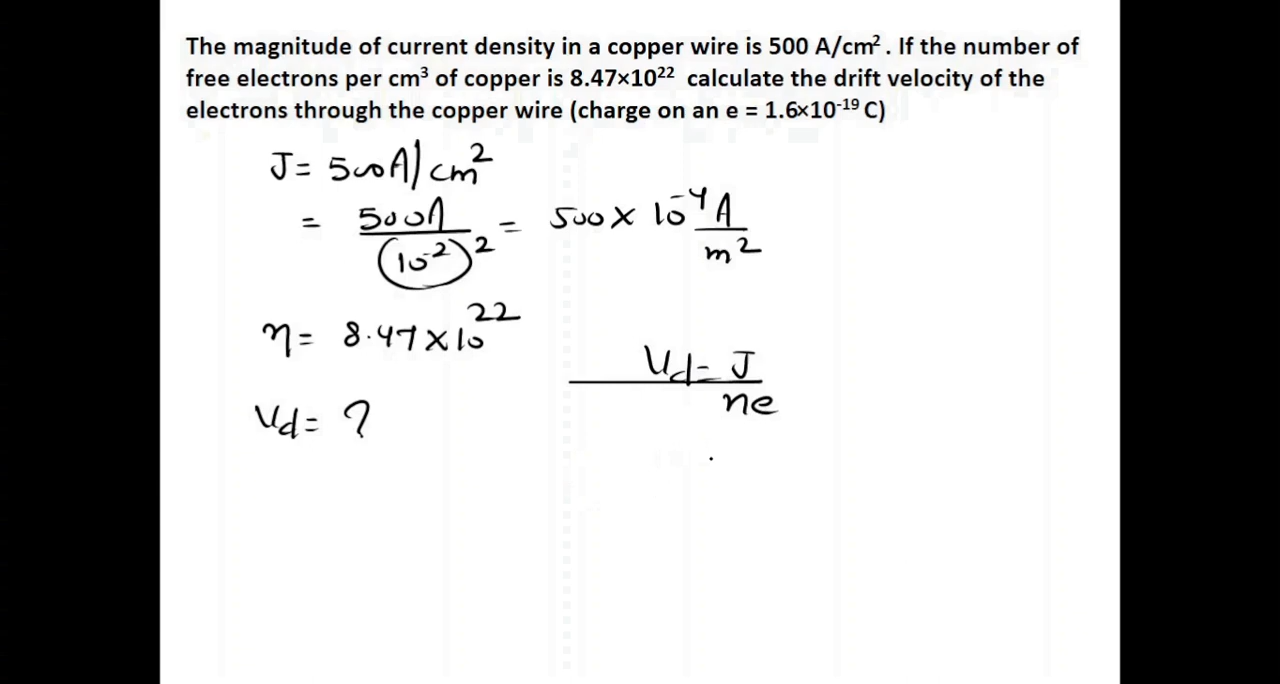 The magnitude of current density in a copper wire is 500 A/cm². If the number of
free electrons per cm³ of copper is 8.47×10²² calculate the drift velocity of the
electrons through the copper wire (charge on an e = 1.6×10⁻¹⁹ C)
J = 500A/cm²
= 500A/(10⁻²)² = 500 × 10⁻⁴ A/m²
η = 8.47 × 10²²
Vd = J/ne
Vd = ?